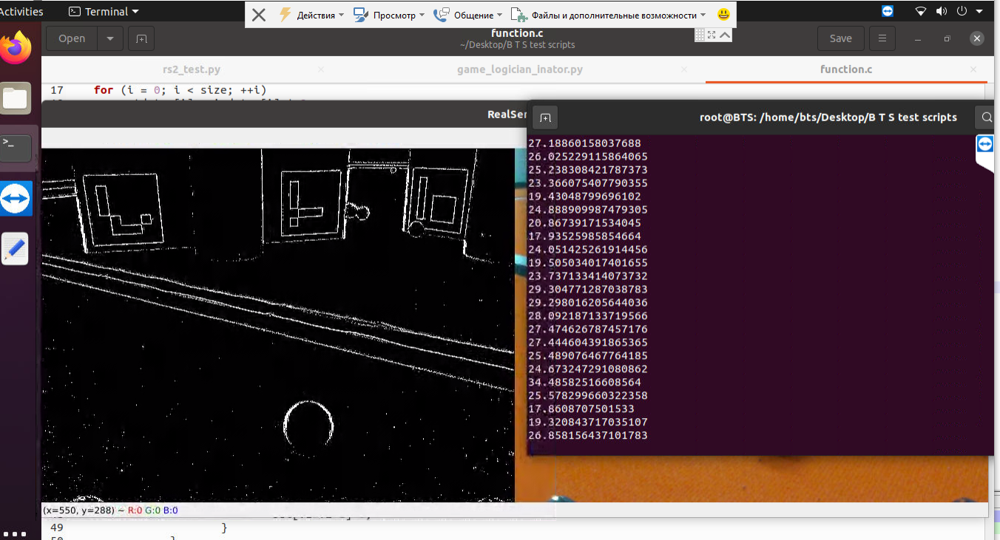 Activities
Terminal
Действия
Просмотр
Общение
Файлы и дополнительные возможности
Open
function.c
~/Desktop/B T S test scripts
Save
rs2_test.py
game_logician_inator.py
function.c
17 for (i = 0; i < size; ++i)
RealSen
root@BTS: /home/bts/Desktop/B T S test scripts
27.18860158037688
26.025229115864065
25.238308421787373
23.366075407790355
19.43048799696102
24.888909987479305
20.86739171534045
17.93525985854664
24.051425261914456
19.505034017401655
23.737133414073732
29.304771287038783
29.298016205644036
28.092187133719566
27.474626787457176
27.444604391865365
25.489076467764185
24.673247291080862
34.48582516608564
25.578299660322358
17.8608707501533
19.320843717035107
26.858156437101783
(x=550, y=288) ~ R:0 G:0 B:0
49 }